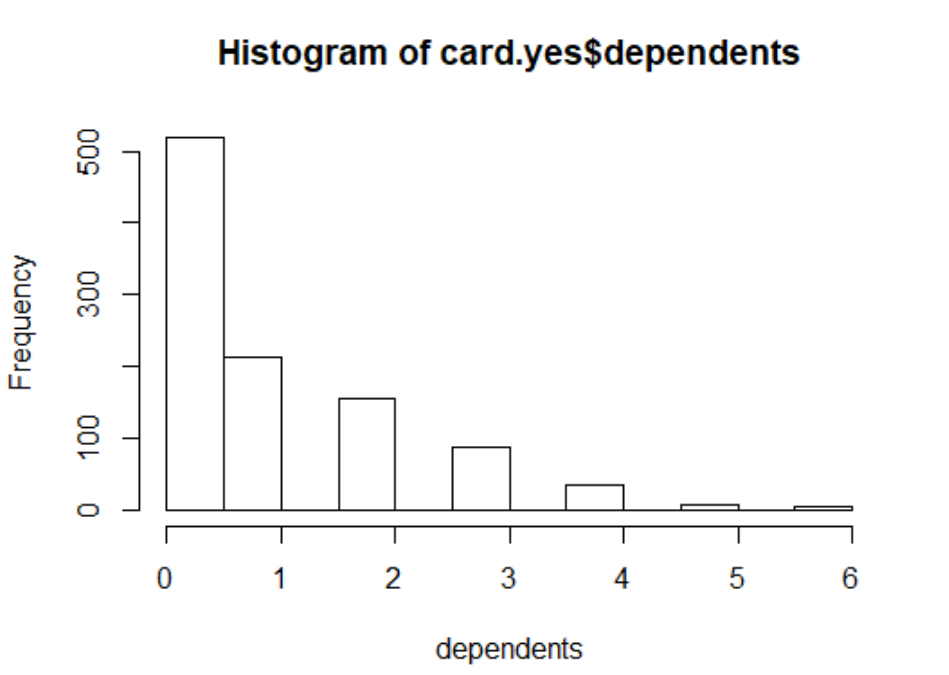 Histogram of card.yes$dependents
Frequency
500
300
100
0
0 1 2 3 4 5 6
dependents